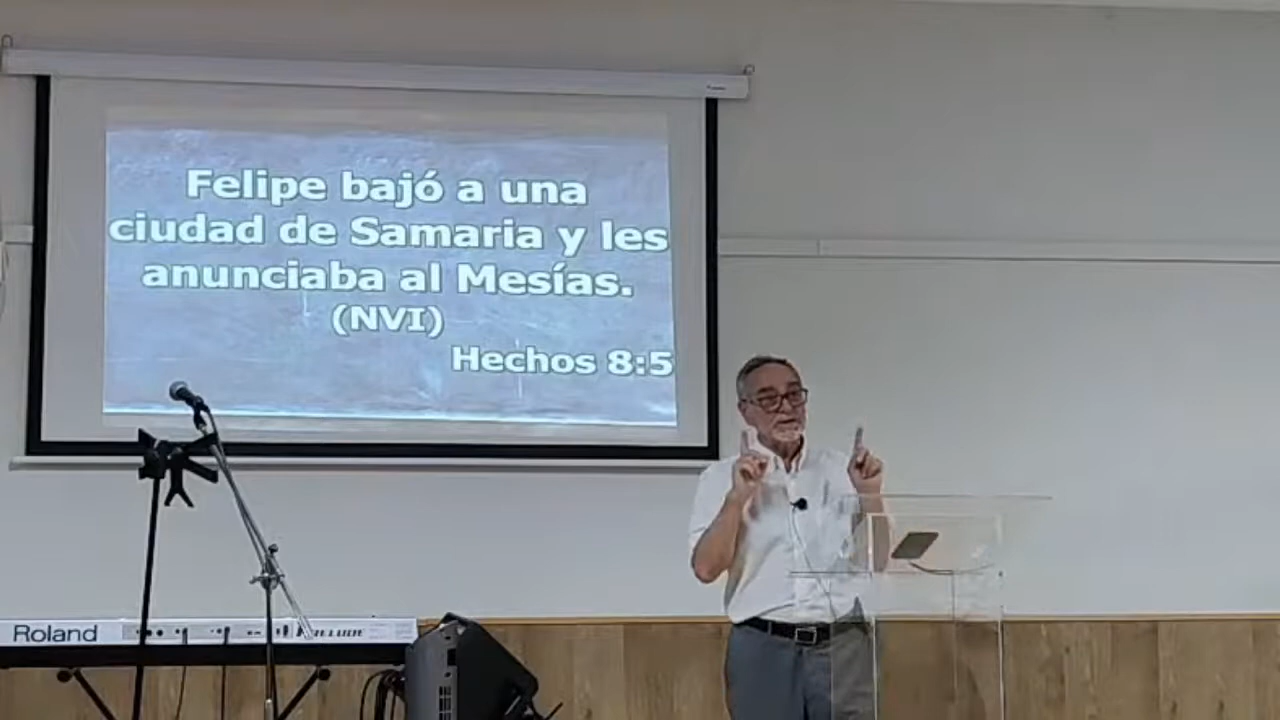 Felipe bajó a una
ciudad de Samaria y les
anunciaba al Mesías.
(NVI)
Hechos 8:5
Roland